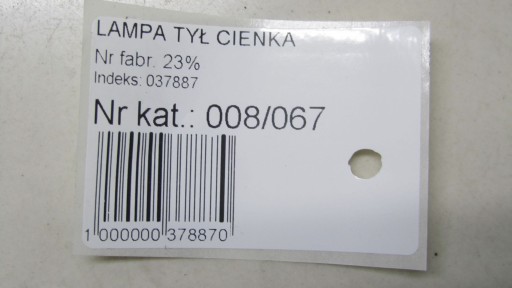 LAMPA TYŁ CIENKA
Nr fabr. 23%
Indeks: 037887
Nr kat.: 008/067
1 000000 378870